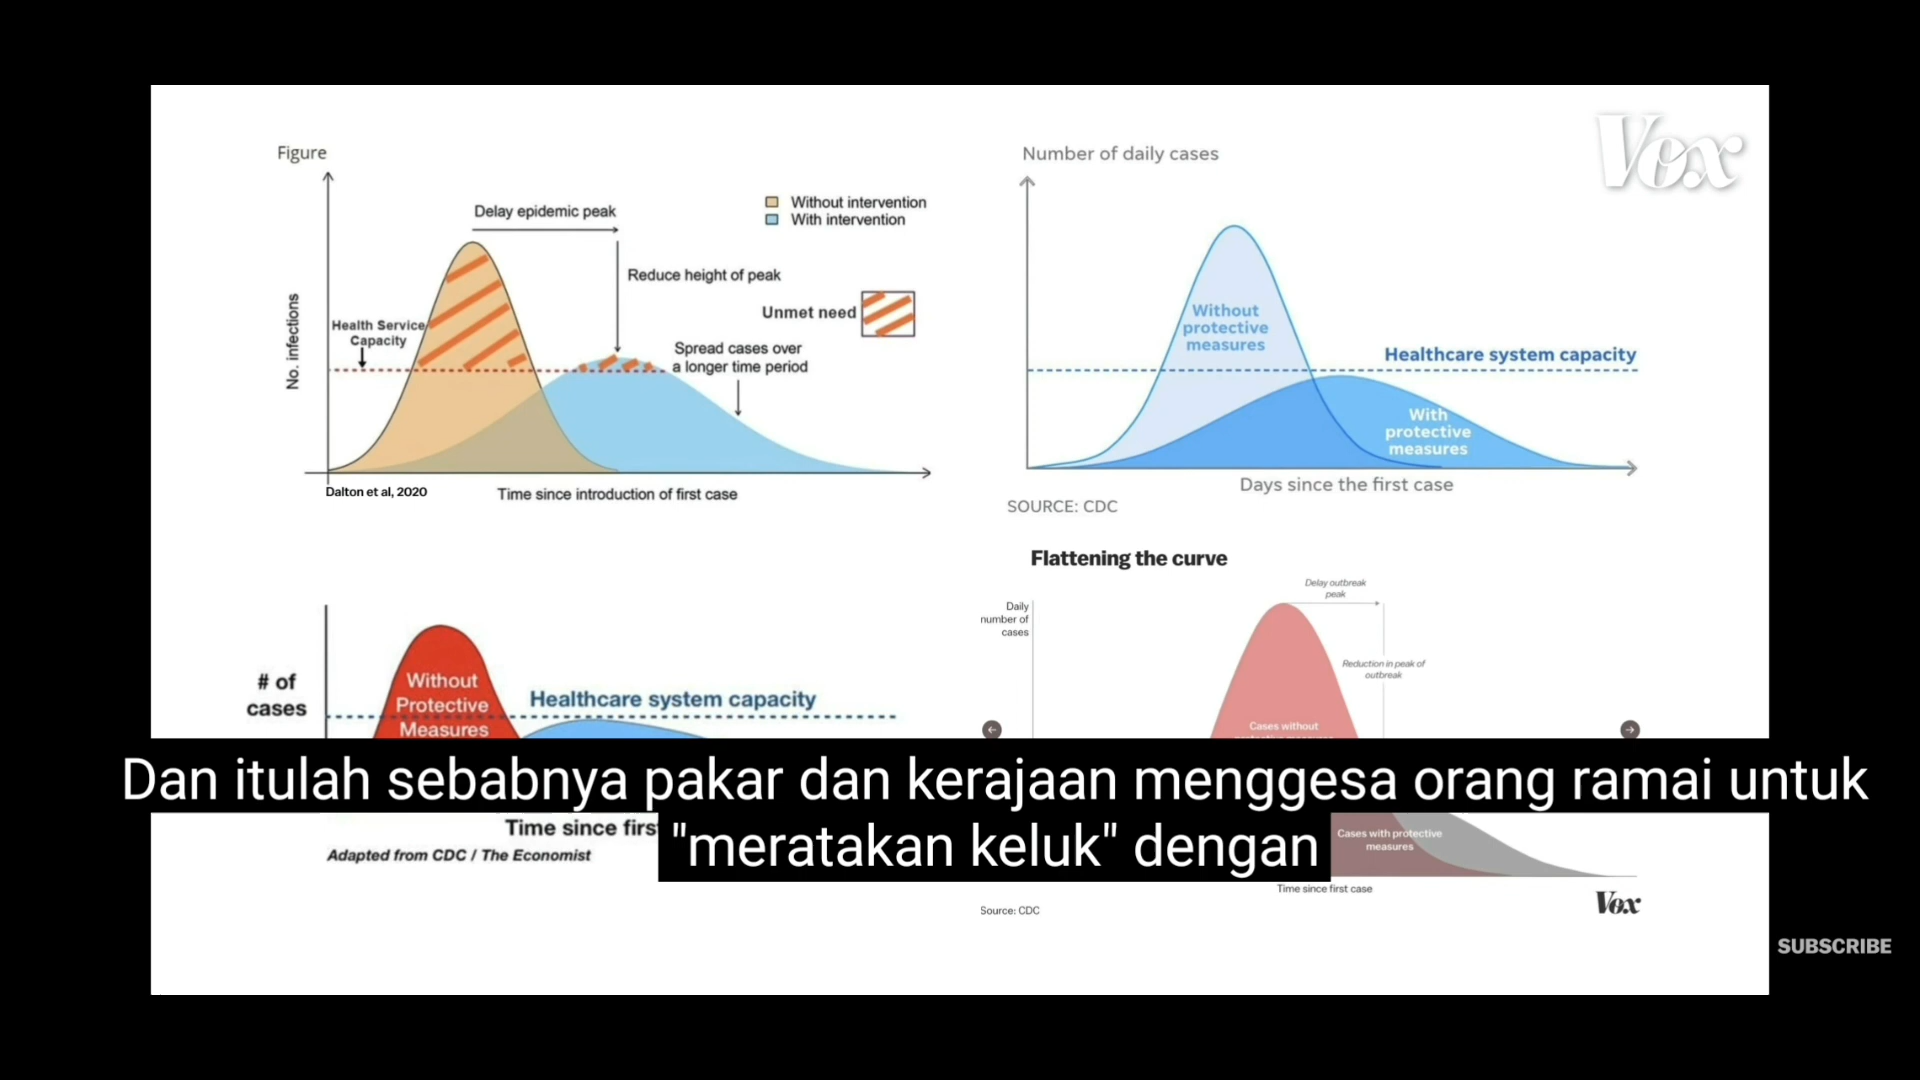 Vox
Figure
Delay epidemic peak
Without intervention
With intervention
Reduce height of peak
Unmet need
No. infections
Health Service
Capacity
Spread cases over
a longer time period
Dalton et al, 2020
Time since introduction of first case
Number of daily cases
Without
protective
measures
Healthcare system capacity
With
protective
measures
Days since the first case
SOURCE: CDC
# of
cases
Without
Protective
Measures
Healthcare system capacity
Time since firs
Adapted from CDC / The Economist
Flattening the curve
Delay outbreak
peak
Daily
number of
cases
Reduction in peak of
outbreak
Cases without
Cases with protective
measures
Time since first case
Vox
Source: CDC
Dan itulah sebabnya pakar dan kerajaan menggesa orang ramai untuk
"meratakan keluk" dengan
SUBSCRIBE